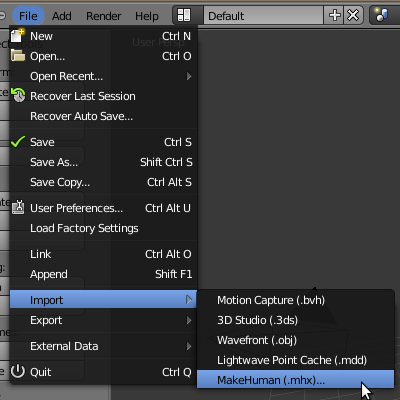 File Add Render Help Default
New Ctrl N
Open... Ctrl O
Open Recent...
Recover Last Session
Recover Auto Save...
Save Ctrl S
Save As... Shift Ctrl S
Save Copy... Ctrl Alt S
User Preferences... Ctrl Alt U
Load Factory Settings
Link Ctrl Alt O
Append Shift F1
Import
Motion Capture (.bvh)
Export
3D Studio (.3ds)
Wavefront (.obj)
External Data
Lightwave Point Cache (.mdd)
Quit Ctrl Q
MakeHuman (.mhx)...